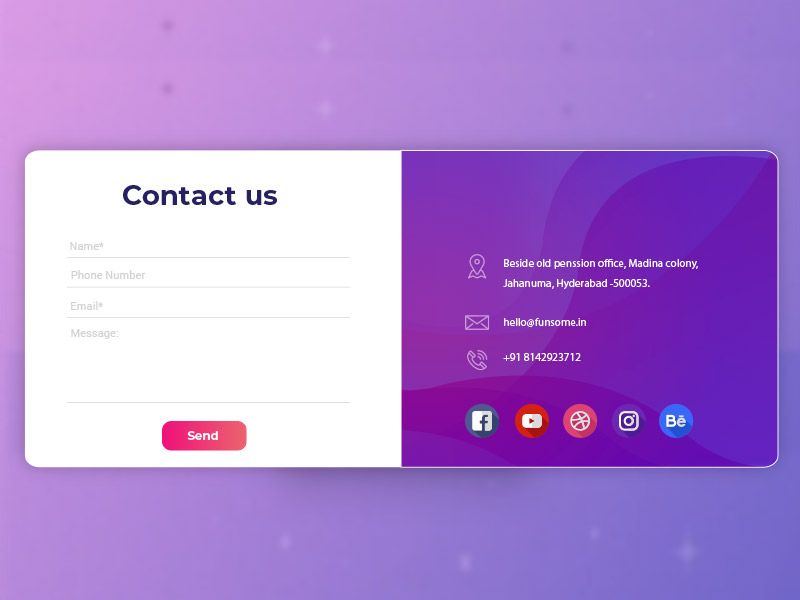 Contact us
Name*
Phone Number
Email*
Message:
Send
Beside old penssion office, Madina colony,
Jahanuma, Hyderabad -500053.
hello@funsome.in
+91 8142923712
Bē